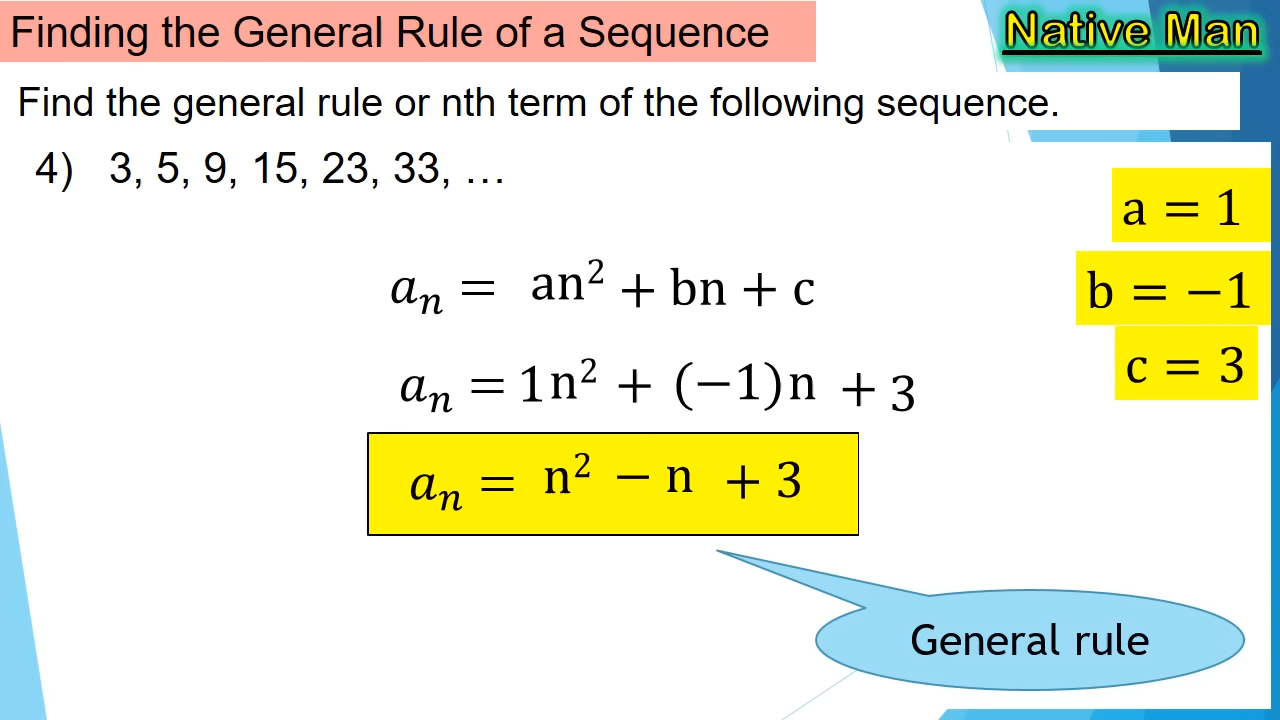 Finding the General Rule of a Sequence
Native Man
Find the general rule or nth term of the following sequence.
4) 3, 5, 9, 15, 23, 33, …
a = 1
aₙ = an² + bn + c
b = −1
c = 3
aₙ = 1n² + (−1)n + 3
aₙ = n² − n + 3
General rule